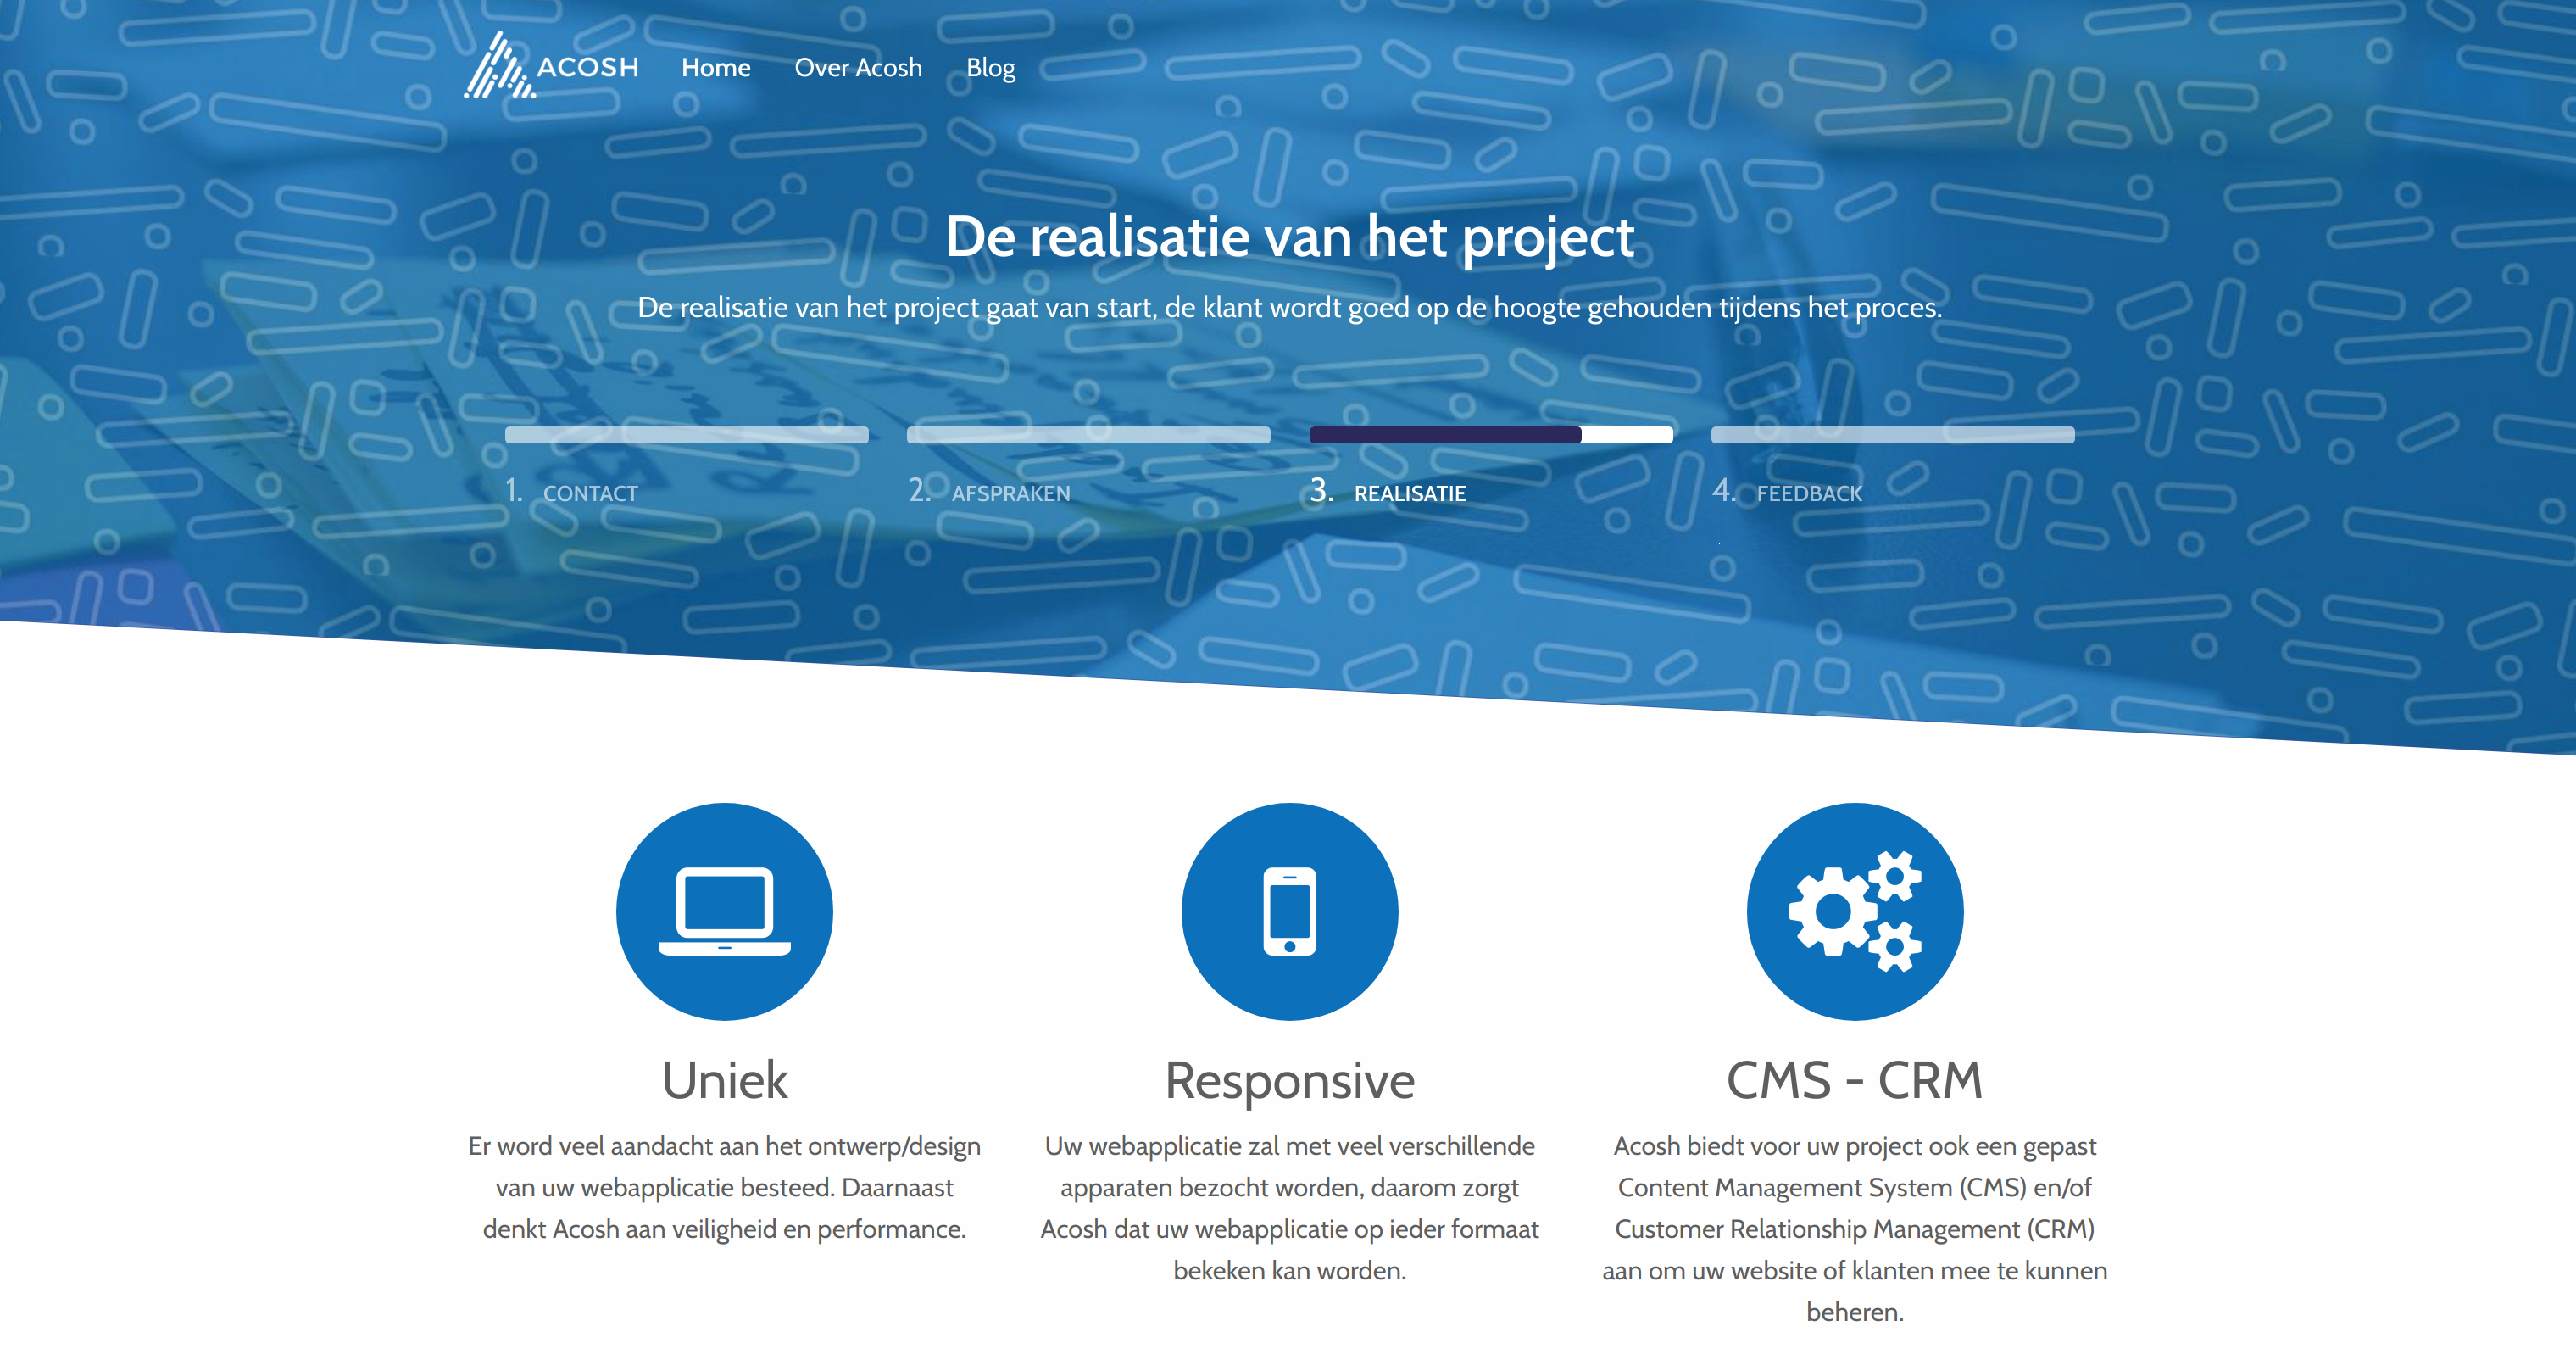 ACOSH Home Over Acosh Blog
De realisatie van het project
De realisatie van het project gaat van start, de klant wordt goed op de hoogte gehouden tijdens het proces.
1. CONTACT
2. AFSPRAKEN
3. REALISATIE
4. FEEDBACK
Uniek
Er word veel aandacht aan het ontwerp/design
van uw webapplicatie besteed. Daarnaast
denkt Acosh aan veiligheid en performance.
Responsive
Uw webapplicatie zal met veel verschillende
apparaten bezocht worden, daarom zorgt
Acosh dat uw webapplicatie op ieder formaat
bekeken kan worden.
CMS - CRM
Acosh biedt voor uw project ook een gepast
Content Management System (CMS) en/of
Customer Relationship Management (CRM)
aan om uw website of klanten mee te kunnen
beheren.